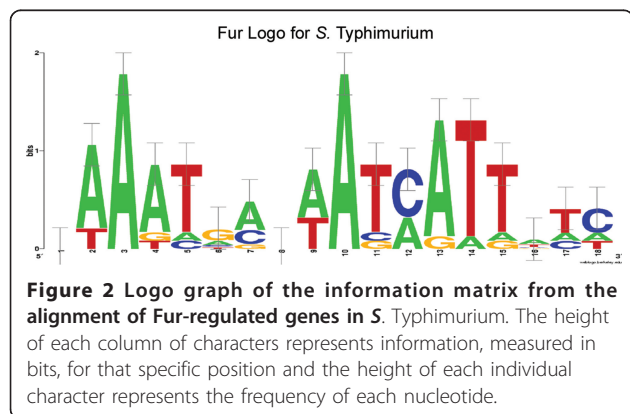 Fur Logo for S. Typhimurium
2
bits
1
0
5'
1 2 3 4 5 6 7 8 9 10 11 12 13 14 15 16 17 18
3'
weblogo.berkeley.edu
Figure 2 Logo graph of the information matrix from the
alignment of Fur-regulated genes in S. Typhimurium. The height
of each column of characters represents information, measured in
bits, for that specific position and the height of each individual
character represents the frequency of each nucleotide.